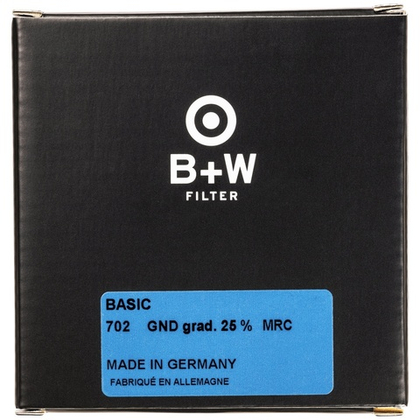 B+W
FILTER
BASIC
702 GND grad. 25 % MRC
MADE IN GERMANY
FABRIQUÉ EN ALLEMAGNE